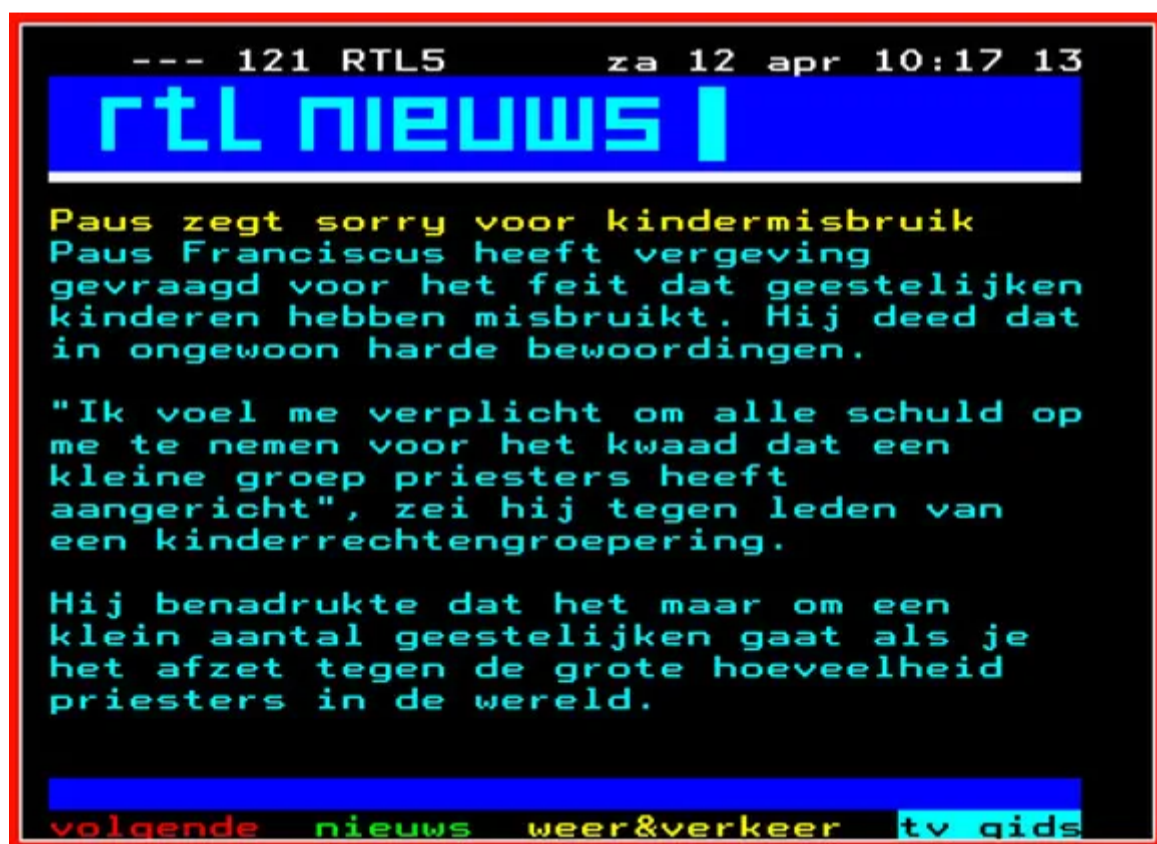 --- 121 RTL5 za 12 apr 10:17 13
rtl nieuws
Paus zegt sorry voor kindermisbruik
Paus Franciscus heeft vergeving
gevraagd voor het feit dat geestelijken
kinderen hebben misbruikt. Hij deed dat
in ongewoon harde bewoordingen.
"Ik voel me verplicht om alle schuld op
me te nemen voor het kwaad dat een
kleine groep priesters heeft
aangericht", zei hij tegen leden van
een kinderrechtengroepering.
Hij benadrukte dat het maar om een
klein aantal geestelijken gaat als je
het afzet tegen de grote hoeveelheid
priesters in de wereld.
volgende nieuws weer&verkeer tv gids